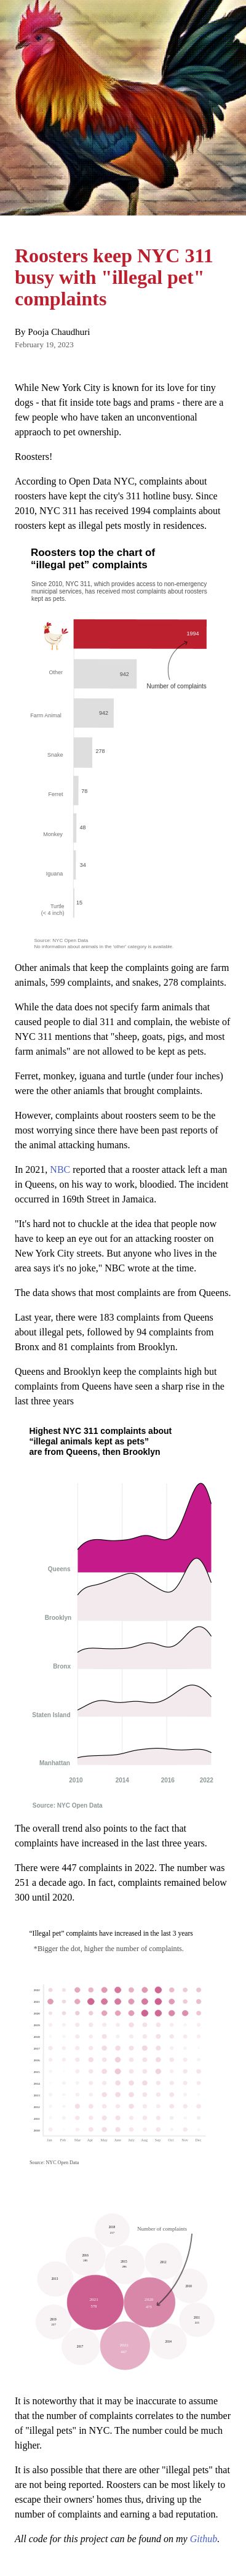 Roosters keep NYC 311
busy with "illegal pet"
complaints
By Pooja Chaudhuri
February 19, 2023
While New York City is known for its love for tiny
dogs - that fit inside tote bags and prams - there are a
few people who have taken an unconventional
appraoch to pet ownership.
Roosters!
According to Open Data NYC, complaints about
roosters have kept the city's 311 hotline busy. Since
2010, NYC 311 has received 1994 complaints about
roosters kept as illegal pets mostly in residences.
Roosters top the chart of
“illegal pet” complaints
Since 2010, NYC 311, which provides access to non-emergency
municipal services, has received most complaints about roosters
kept as pets.
1994
Other
942
Number of complaints
Farm Animal
942
Snake
278
Ferret
78
Monkey
48
Iguana
34
Turtle
(< 4 inch)
15
Source: NYC Open Data
No information about animals in the 'other' category is available
Other animals that keep the complaints going are farm
animals, 599 complaints, and snakes, 278 complaints.
While the data does not specify farm animals that
caused people to dial 311 and complain, the webiste of
NYC 311 mentions that "sheep, goats, pigs, and most
farm animals" are not allowed to be kept as pets.
Ferret, monkey, iguana and turtle (under four inches)
were the other aniamls that brought complaints.
However, complaints about roosters seem to be the
most worrying since there have been past reports of
the animal attacking humans.
In 2021, NBC reported that a rooster attack left a man
in Queens, on his way to work, bloodied. The incident
occurred in 169th Street in Jamaica.
"It's hard not to chuckle at the idea that people now
have to keep an eye out for an attacking rooster on
New York City streets. But anyone who lives in the
area says it's no joke," NBC wrote at the time.
The data shows that most complaints are from Queens.
Last year, there were 183 complaints from Queens
about illegal pets, followed by 94 complaints from
Bronx and 81 complaints from Brooklyn.
Queens and Brooklyn keep the complaints high but
complaints from Queens have seen a sharp rise in the
last three years
Highest NYC 311 complaints about
“illegal animals kept as pets”
are from Queens, then Brooklyn
Queens
Brooklyn
Bronx
Staten Island
Manhattan
2010 2014 2016 2022
Source: NYC Open Data
The overall trend also points to the fact that
complaints have increased in the last three years.
There were 447 complaints in 2022. The number was
251 a decade ago. In fact, complaints remained below
300 until 2020.
"Illegal pet" complaints have increased in the last 3 years
*Bigger the dot, higher the number of complaints.
Source: NYC Open Data
Number of complaints
It is noteworthy that it may be inaccurate to assume
that the number of complaints correlates to the number
of "illegal pets" in NYC. The number could be much
higher.
It is also possible that there are other "illegal pets" that
are not being reported. Roosters can be most likely to
escape their owners' homes thus, driving up the
number of complaints and earning a bad reputation.
All code for this project can be found on my Github.